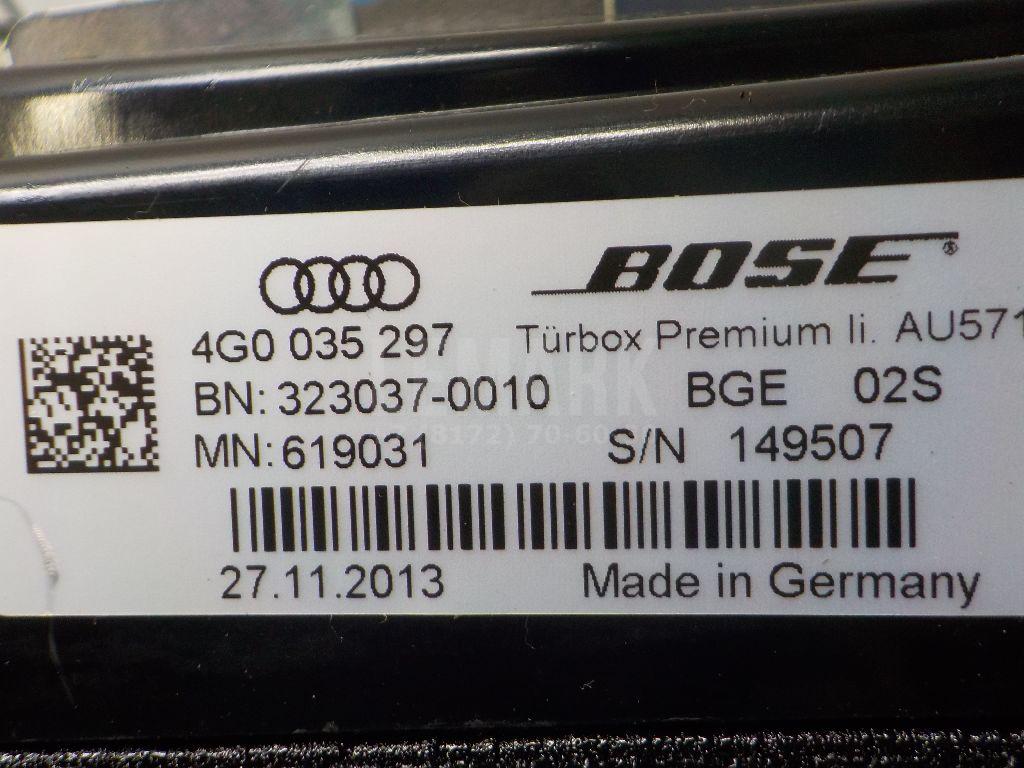 BOSE®
4G0 035 297 Türbox Premium li. AU571
BN: 323037-0010 BGE 02S
MN: 619031 S/N 149507
27.11.2013 Made in Germany